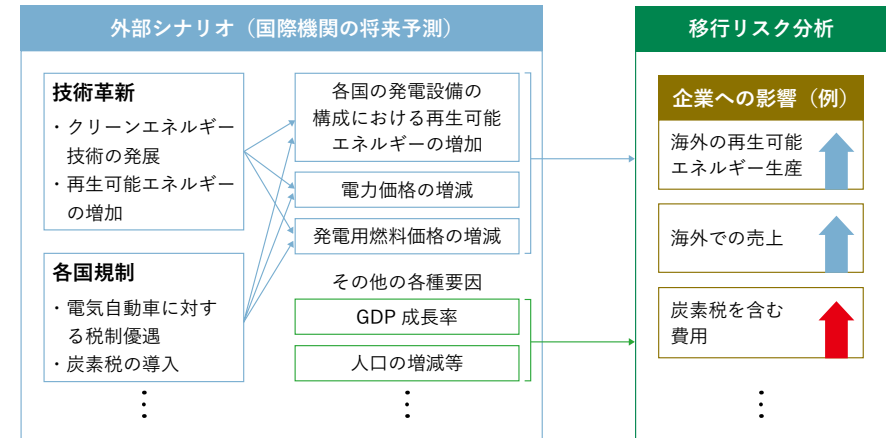 外部シナリオ（国際機関の将来予測）
技術革新
・クリーンエネルギー
技術の発展
・再生可能エネルギー
の増加
各国規制
・電気自動車に対す
る税制優遇
・炭素税の導入
各国の発電設備の
構成における再生可能
エネルギーの増加
電力価格の増減
発電用燃料価格の増減
その他の各種要因
GDP 成長率
人口の増減等
移行リスク分析
企業への影響（例）
海外の再生可能
エネルギー生産
海外での売上
炭素税を含む
費用